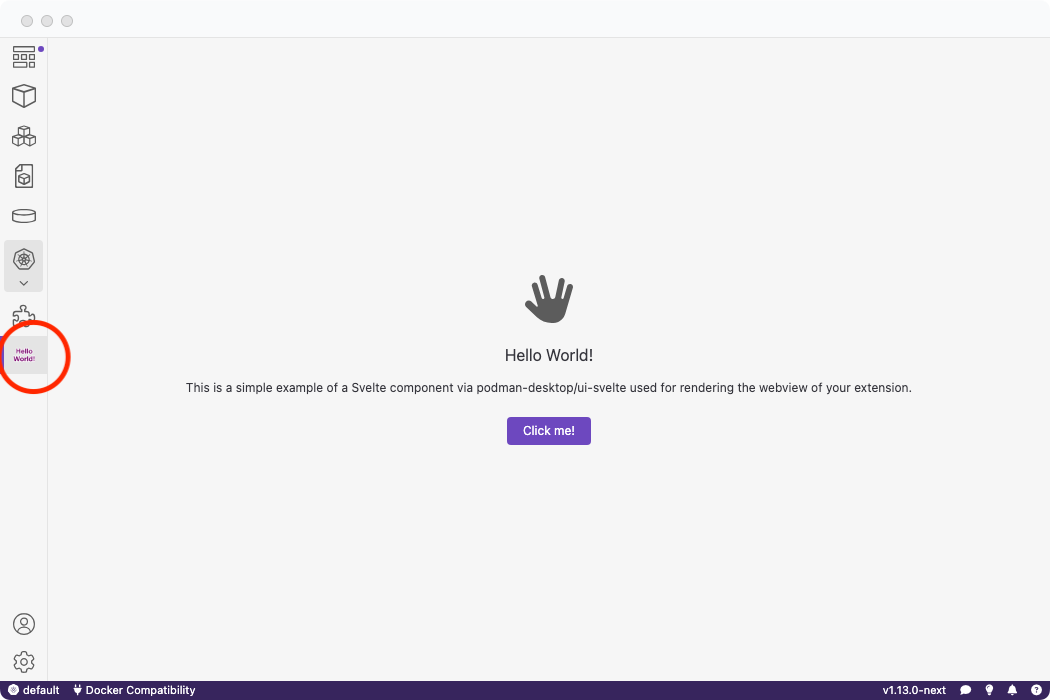 Hello
World!
Hello World!
This is a simple example of a Svelte component via podman-desktop/ui-svelte used for rendering the webview of your extension.
Click me!
default
Docker Compatibility
v1.13.0-next